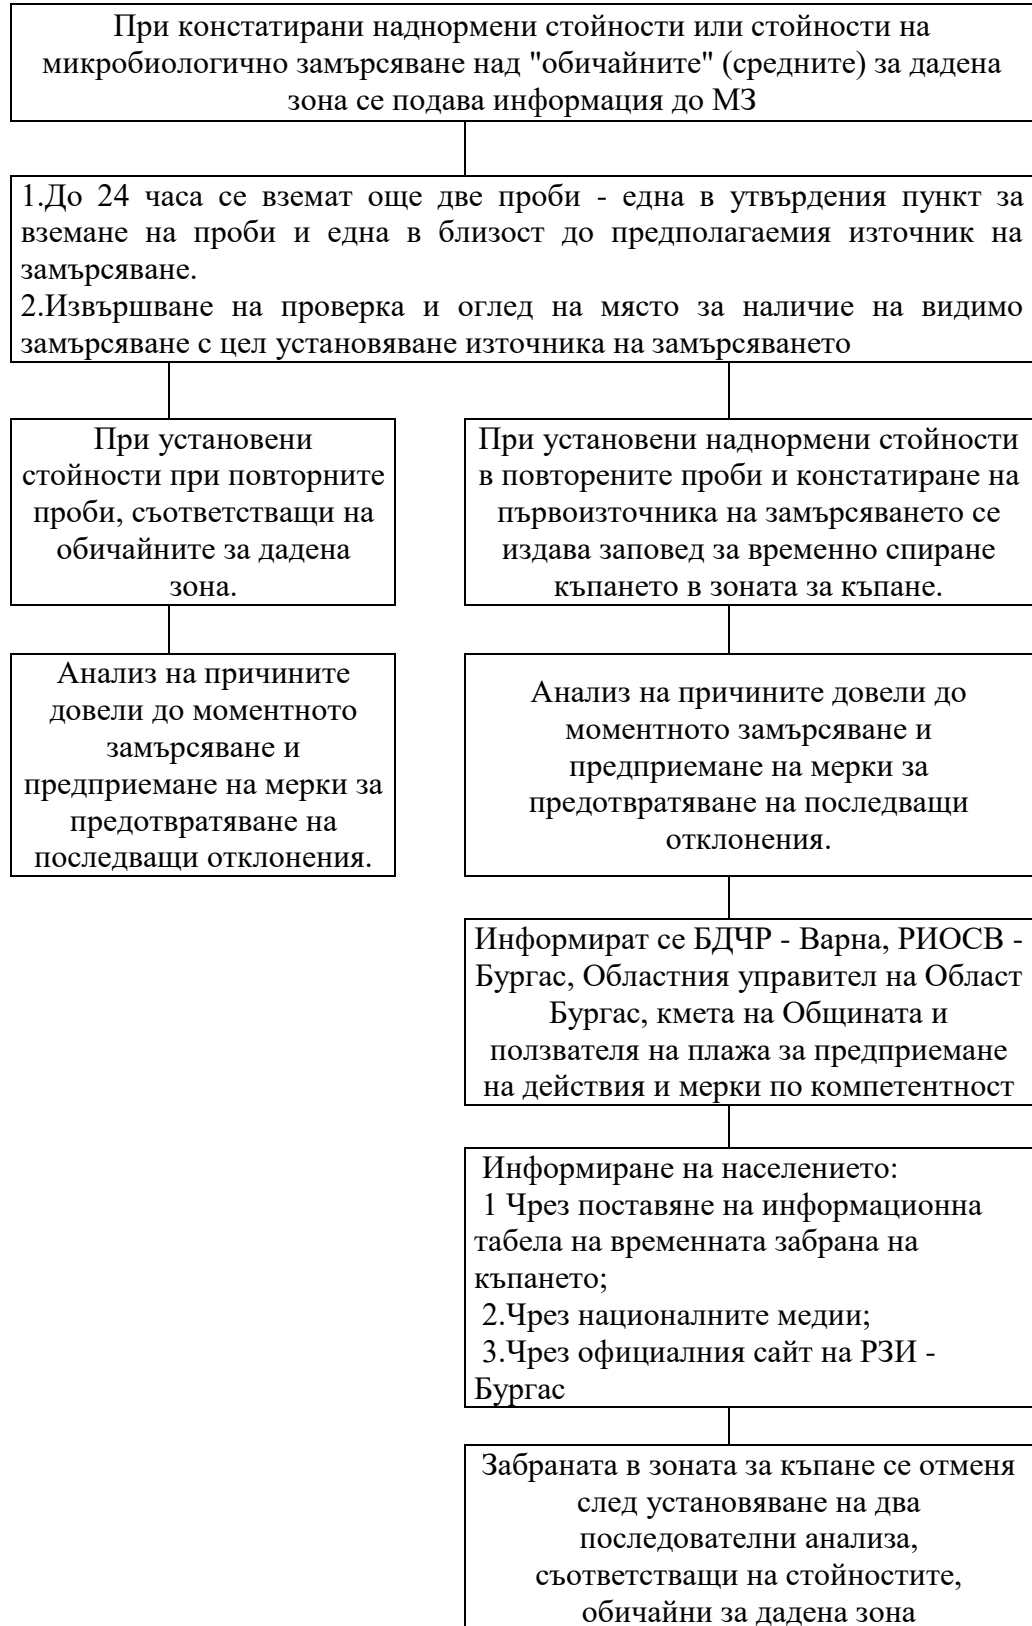 При констатирани наднормени стойности или стойности на
микробиологично замърсяване над "обичайните" (средните) за дадена
зона се подава информация до МЗ
1.До 24 часа се вземат още две проби - една в утвърдения пункт за
вземане на проби и една в близост до предполагаемия източник на
замърсяване.
2.Извършване на проверка и оглед на място за наличие на видимо
замърсяване с цел установяване източника на замърсяването
При установени
стойности при повторните
проби, съответстващи на
обичайните за дадена
зона.
При установени наднормени стойности
в повторените проби и констатиране на
първоизточника на замърсяването се
издава заповед за временно спиране
къпането в зоната за къпане.
Анализ на причините
довели до моментното
замърсяване и
предприемане на мерки за
предотвратяване на
последващи отклонения.
Анализ на причините довели до
моментното замърсяване и
предприемане на мерки за
предотвратяване на последващи
отклонения.
Информират се БДЧР - Варна, РИОСВ -
Бургас, Областния управител на Област
Бургас, кмета на Общината и
ползвателя на плажа за предприемане
на действия и мерки по компетентност
Информиране на населението:
1 Чрез поставяне на информационна
табела на временната забрана на
къпането;
2.Чрез националните медии;
3.Чрез официалния сайт на РЗИ -
Бургас
Забраната в зоната за къпане се отменя
след установяване на два
последователни анализа,
съответстващи на стойностите,
обичайни за дадена зона